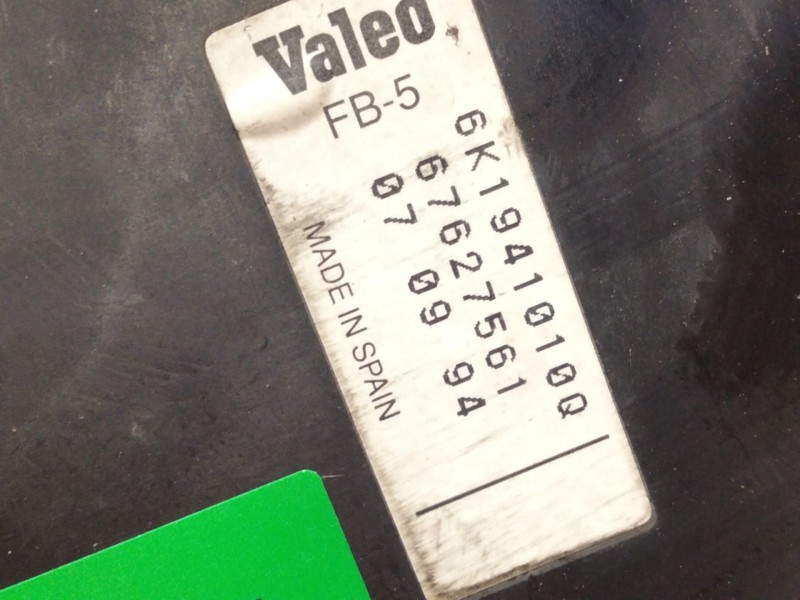 Valeo
FB-5
6K1941010Q
67627561
07 09 94
MADE IN SPAIN